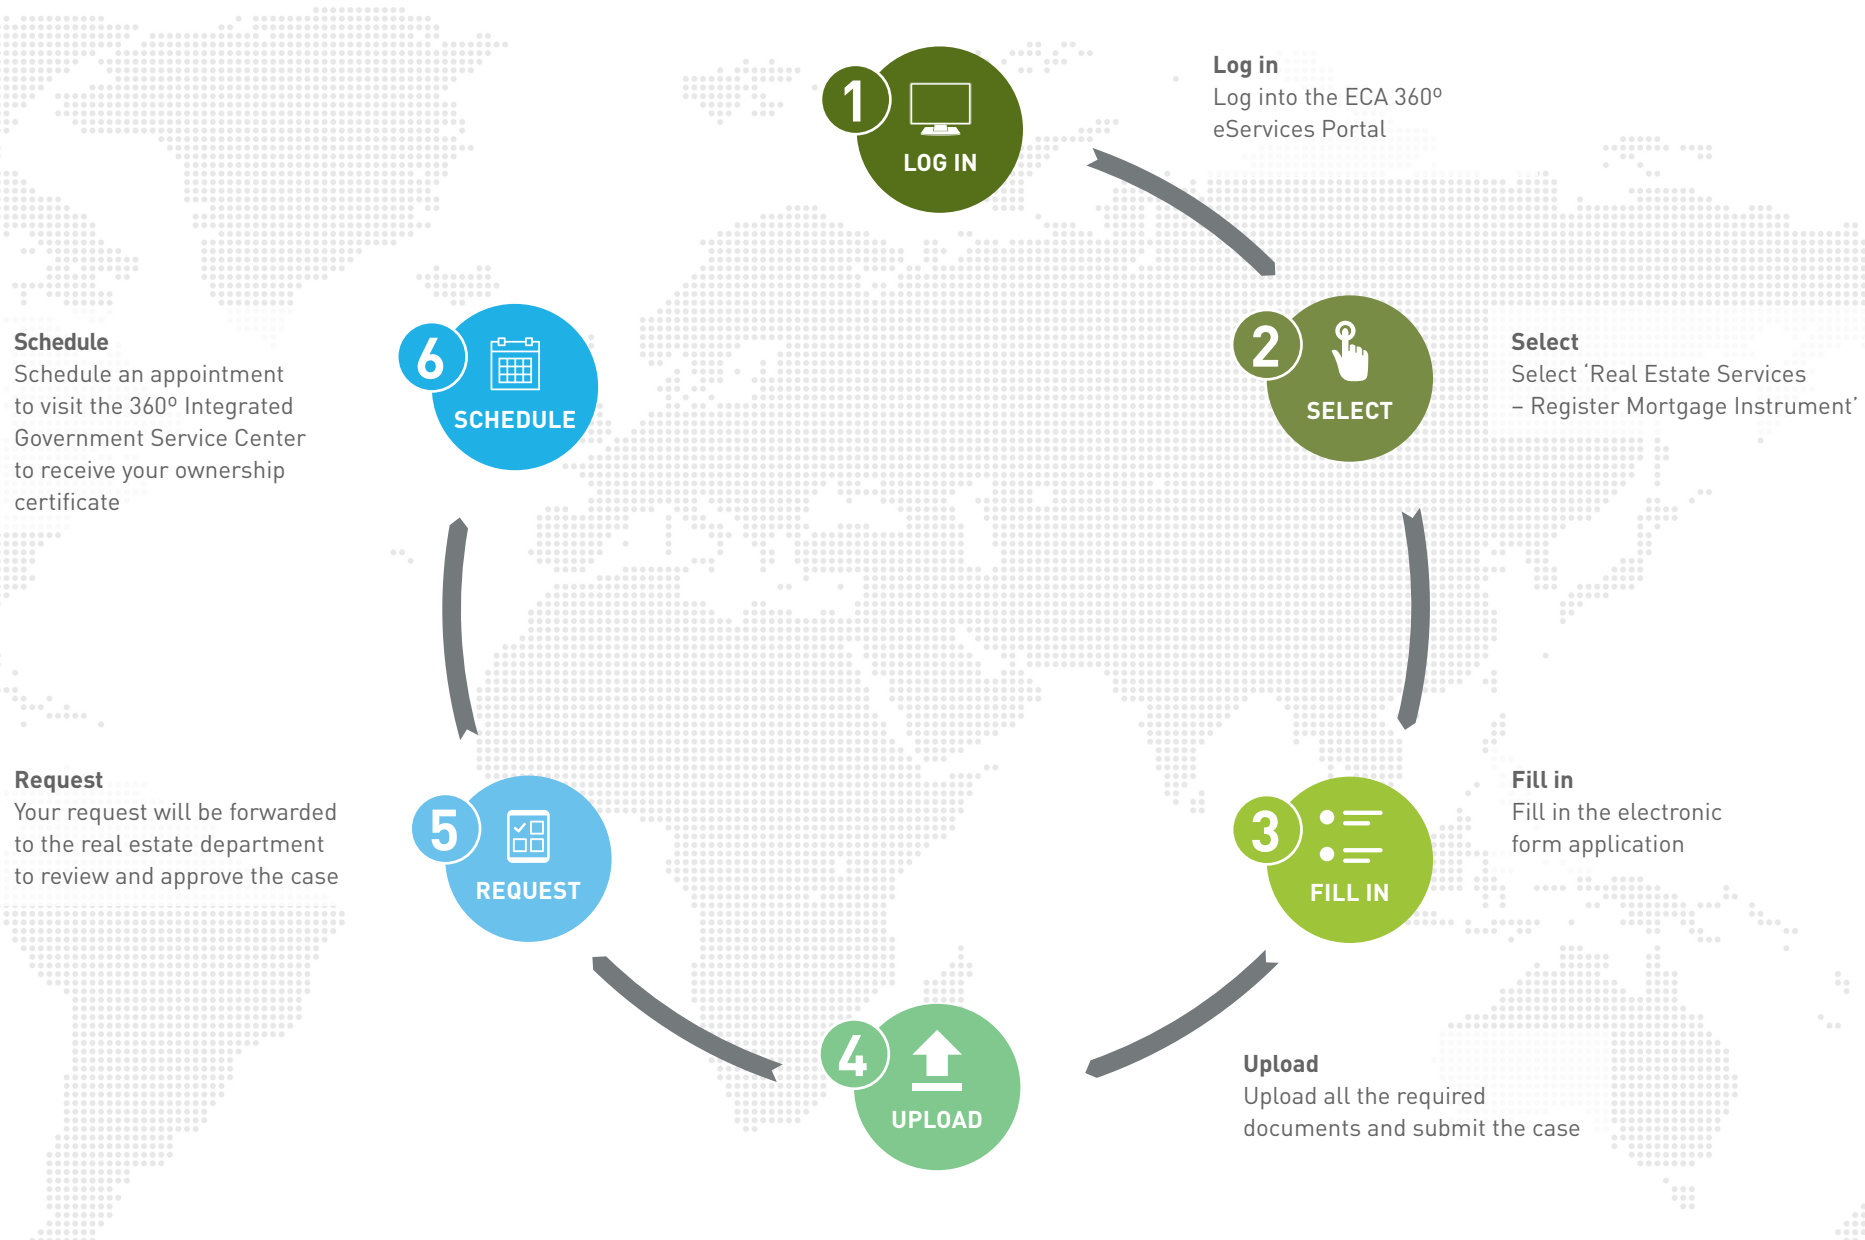 1
LOG IN
Log in
Log into the ECA 360º
eServices Portal
2
SELECT
Select
Select ‘Real Estate Services
– Register Mortgage Instrument’
3
FILL IN
Fill in
Fill in the electronic
form application
4
UPLOAD
Upload
Upload all the required
documents and submit the case
5
REQUEST
Request
Your request will be forwarded
to the real estate department
to review and approve the case
6
SCHEDULE
Schedule
Schedule an appointment
to visit the 360º Integrated
Government Service Center
to receive your ownership
certificate